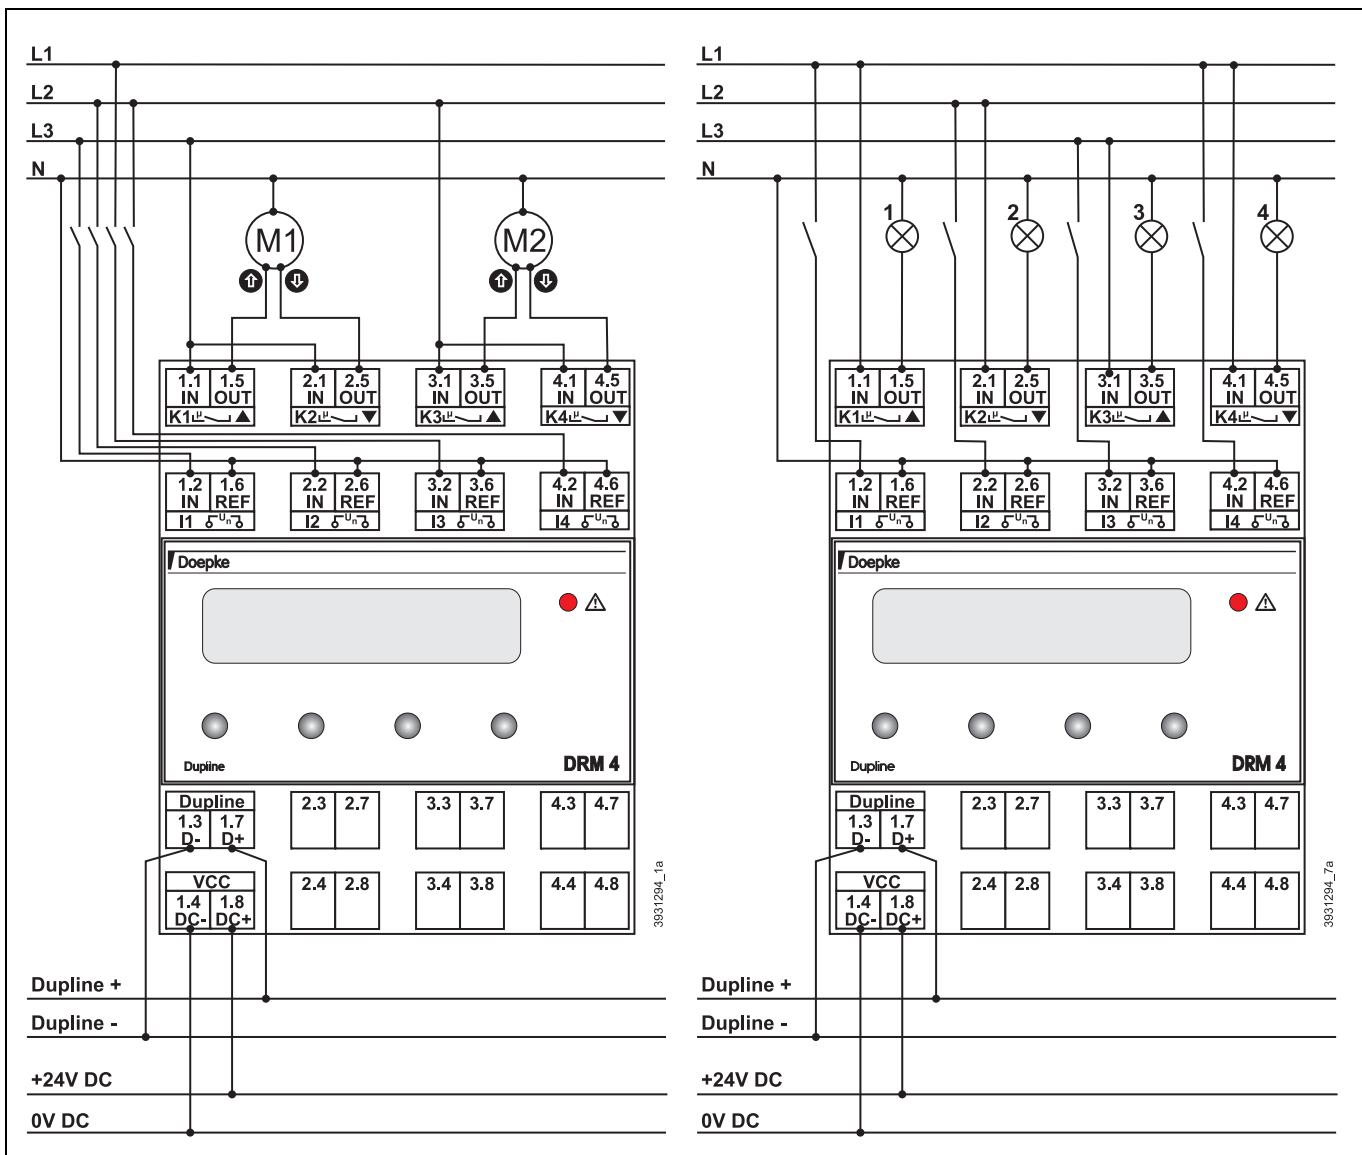 L1
L2
L3
N
M1 M2
1.1 1.5 2.1 2.5 3.1 3.5 4.1 4.5
IN OUT IN OUT IN OUT IN OUT
K1 μ K2 μ K3 μ K4 μ
1.2 1.6 2.2 2.6 3.2 3.6 4.2 4.6
IN REF IN REF IN REF IN REF
I1 Un I2 Un I3 Un I4 Un
Doepke
Dupline DRM 4
Dupline
1.3 1.7 2.3 2.7 3.3 3.7 4.3 4.7
D- D+
VCC
1.4 1.8 2.4 2.8 3.4 3.8 4.4 4.8
DC- DC+
3931294_1a
Dupline +
Dupline -
+24V DC
0V DC
L1
L2
L3
N
1 2 3 4
1.1 1.5 2.1 2.5 3.1 3.5 4.1 4.5
IN OUT IN OUT IN OUT IN OUT
K1 μ K2 μ K3 μ K4 μ
1.2 1.6 2.2 2.6 3.2 3.6 4.2 4.6
IN REF IN REF IN REF IN REF
I1 Un I2 Un I3 Un I4 Un
Doepke
Dupline DRM 4
Dupline
1.3 1.7 2.3 2.7 3.3 3.7 4.3 4.7
D- D+
VCC
1.4 1.8 2.4 2.8 3.4 3.8 4.4 4.8
DC- DC+
3931294_7a
Dupline +
Dupline -
+24V DC
0V DC